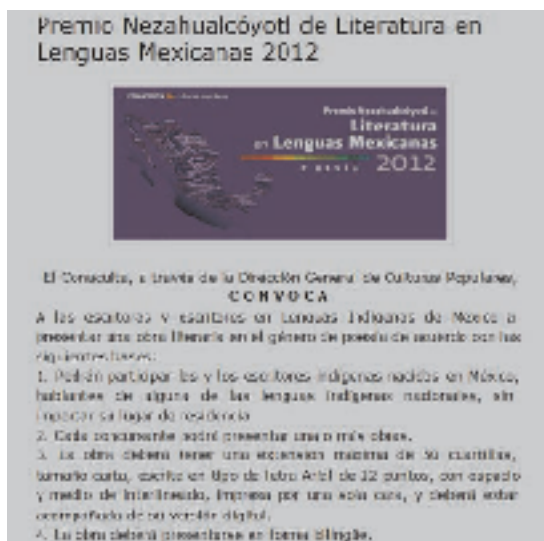 Premio Nezahualcóyotl de Literatura en
Lenguas Mexicanas 2012
Premio Nezahualcóyotl de
Literatura
en Lenguas Mexicanas
2012
El Conaculta, a través de la Dirección General de Culturas Populares,
CONVOCA
A las escritoras y escritores en Lenguas Indígenas de México a
presentar una obra literaria en el género de poesía de acuerdo con las
siguientes bases:
1. Podrán participar las y los escritores indígenas nacidos en México,
hablantes de alguna de las lenguas indígenas nacionales, sin
importar su lugar de residencia
2. Cada concursante podrá presentar una o más obras.
3. La obra deberá tener una extensión máxima de 50 cuartillas,
tamaño carta, escrita en tipo de letra Arial de 12 puntos, con espacio
y medio de interlineado, impresa por una sola cara, y deberá estar
acompañada de su versión digital.
4. La obra deberá presentarse en forma bilingüe.